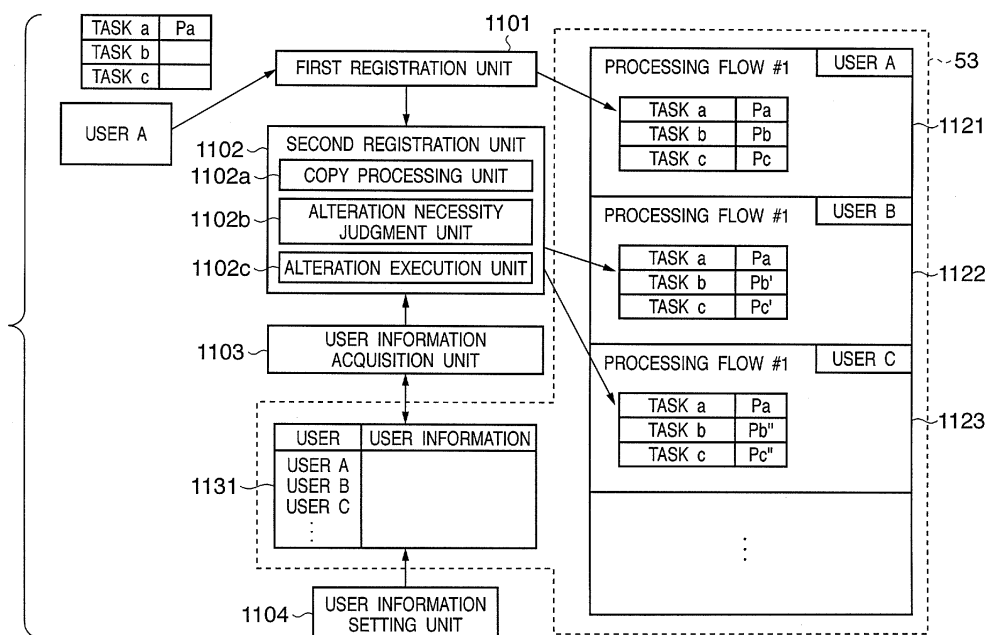 TASK a Pa
TASK b
TASK c
USER A
1101
FIRST REGISTRATION UNIT
1102
SECOND REGISTRATION UNIT
1102a
COPY PROCESSING UNIT
1102b
ALTERATION NECESSITY
JUDGMENT UNIT
1102c
ALTERATION EXECUTION UNIT
1103
USER INFORMATION
ACQUISITION UNIT
1131
USER USER INFORMATION
USER A
USER B
USER C
⋮
1104
USER INFORMATION
SETTING UNIT
53
PROCESSING FLOW #1 USER A
1121
TASK a Pa
TASK b Pb
TASK c Pc
PROCESSING FLOW #1 USER B
1122
TASK a Pa
TASK b Pb'
TASK c Pc'
PROCESSING FLOW #1 USER C
1123
TASK a Pa
TASK b Pb"
TASK c Pc"
⋮